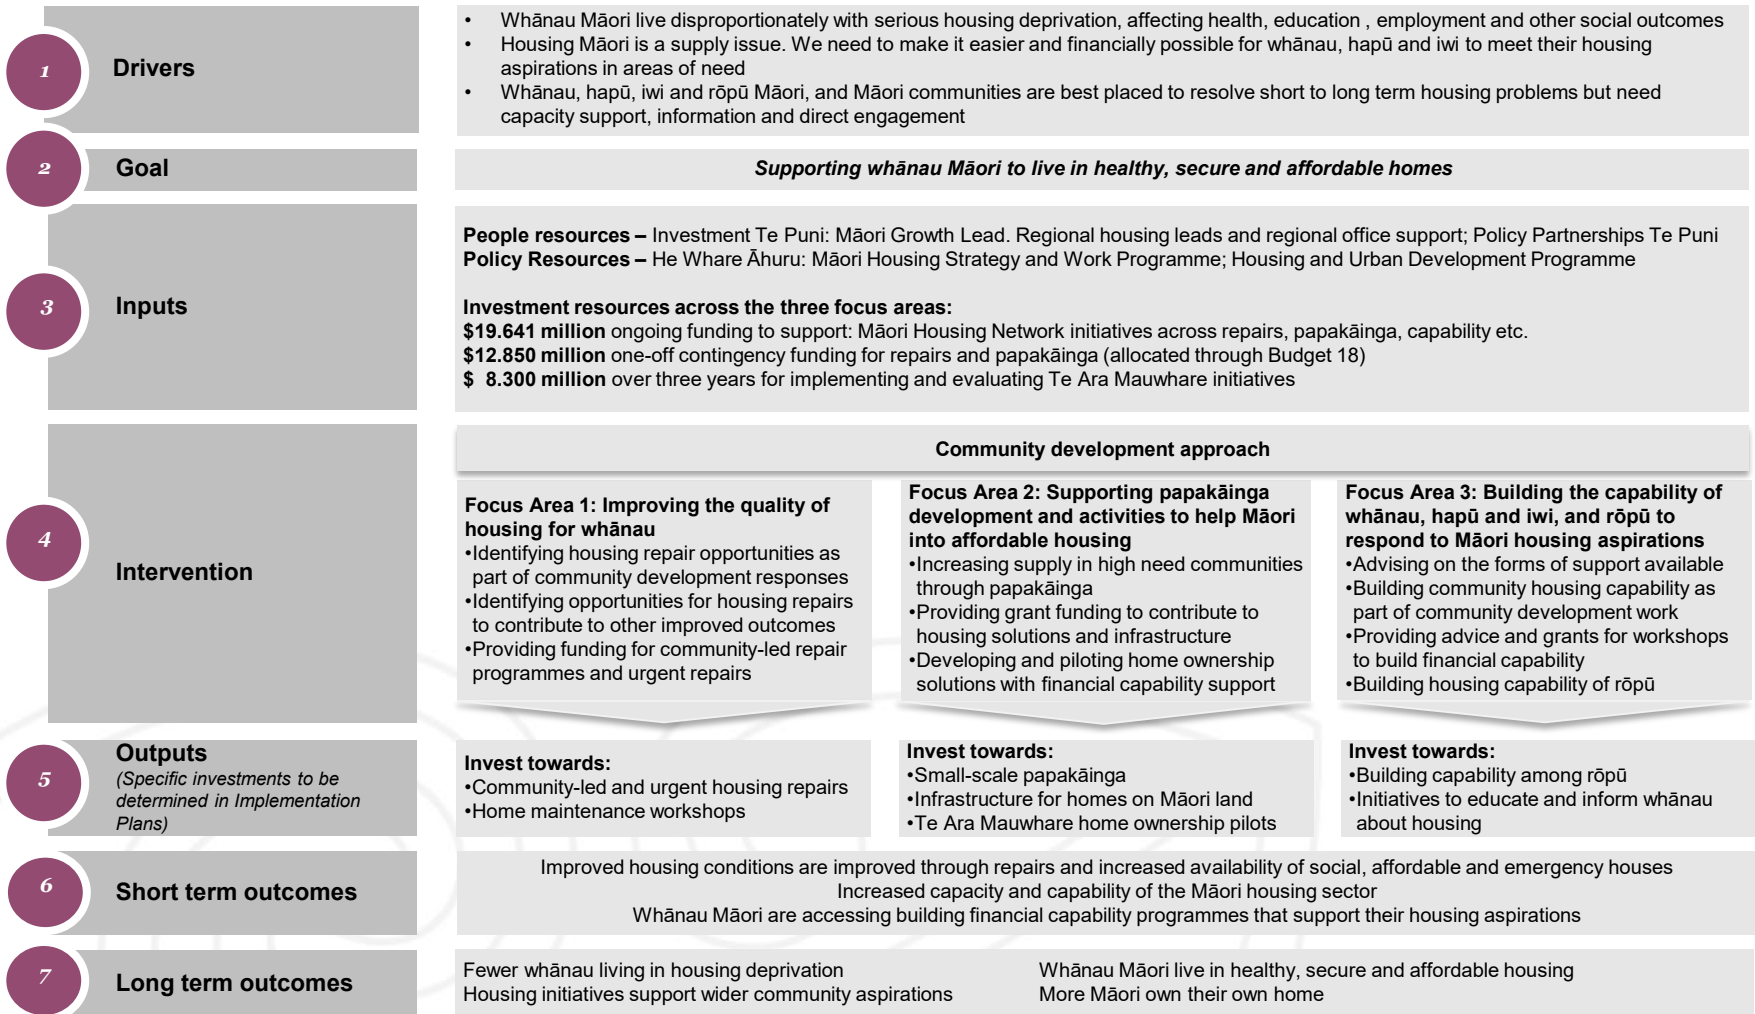 1
Drivers
• Whānau Māori live disproportionately with serious housing deprivation, affecting health, education , employment and other social outcomes
• Housing Māori is a supply issue. We need to make it easier and financially possible for whānau, hapū and iwi to meet their housing
aspirations in areas of need
• Whānau, hapū, iwi and rōpū Māori, and Māori communities are best placed to resolve short to long term housing problems but need
capacity support, information and direct engagement
2
Goal
Supporting whānau Māori to live in healthy, secure and affordable homes
3
Inputs
People resources – Investment Te Puni: Māori Growth Lead. Regional housing leads and regional office support; Policy Partnerships Te Puni
Policy Resources – He Whare Āhuru: Māori Housing Strategy and Work Programme; Housing and Urban Development Programme
Investment resources across the three focus areas:
$19.641 million ongoing funding to support: Māori Housing Network initiatives across repairs, papakāinga, capability etc.
$12.850 million one-off contingency funding for repairs and papakāinga (allocated through Budget 18)
$ 8.300 million over three years for implementing and evaluating Te Ara Mauwhare initiatives
4
Intervention
Community development approach
Focus Area 1: Improving the quality of
housing for whānau
•Identifying housing repair opportunities as
part of community development responses
•Identifying opportunities for housing repairs
to contribute to other improved outcomes
•Providing funding for community-led repair
programmes and urgent repairs
Focus Area 2: Supporting papakāinga
development and activities to help Māori
into affordable housing
•Increasing supply in high need communities
through papakāinga
•Providing grant funding to contribute to
housing solutions and infrastructure
•Developing and piloting home ownership
solutions with financial capability support
Focus Area 3: Building the capability of
whānau, hapū and iwi, and rōpū to
respond to Māori housing aspirations
•Advising on the forms of support available
•Building community housing capability as
part of community development work
•Providing advice and grants for workshops
to build financial capability
•Building housing capability of rōpū
5
Outputs
(Specific investments to be
determined in Implementation
Plans)
Invest towards:
•Community-led and urgent housing repairs
•Home maintenance workshops
Invest towards:
•Small-scale papakāinga
•Infrastructure for homes on Māori land
•Te Ara Mauwhare home ownership pilots
Invest towards:
•Building capability among rōpū
•Initiatives to educate and inform whānau
about housing
6
Short term outcomes
Improved housing conditions are improved through repairs and increased availability of social, affordable and emergency houses
Increased capacity and capability of the Māori housing sector
Whānau Māori are accessing building financial capability programmes that support their housing aspirations
7
Long term outcomes
Fewer whānau living in housing deprivation
Housing initiatives support wider community aspirations
Whānau Māori live in healthy, secure and affordable housing
More Māori own their own home